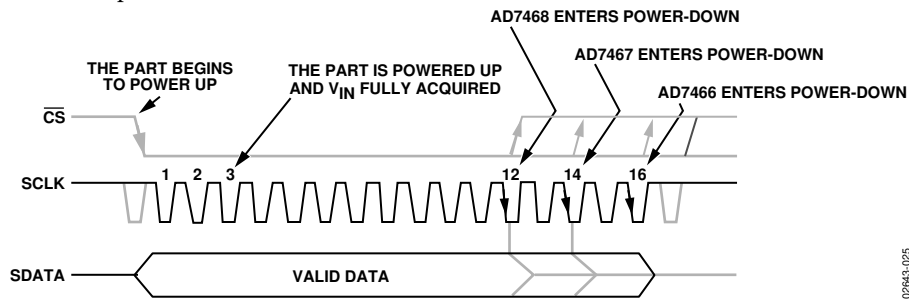 AD7468 ENTERS POWER-DOWN
AD7467 ENTERS POWER-DOWN
THE PART BEGINS
TO POWER UP
THE PART IS POWERED UP
AND VIN FULLY ACQUIRED
AD7466 ENTERS POWER-DOWN
CS
SCLK
1 2 3 12 14 16
SDATA
VALID DATA
02643-025